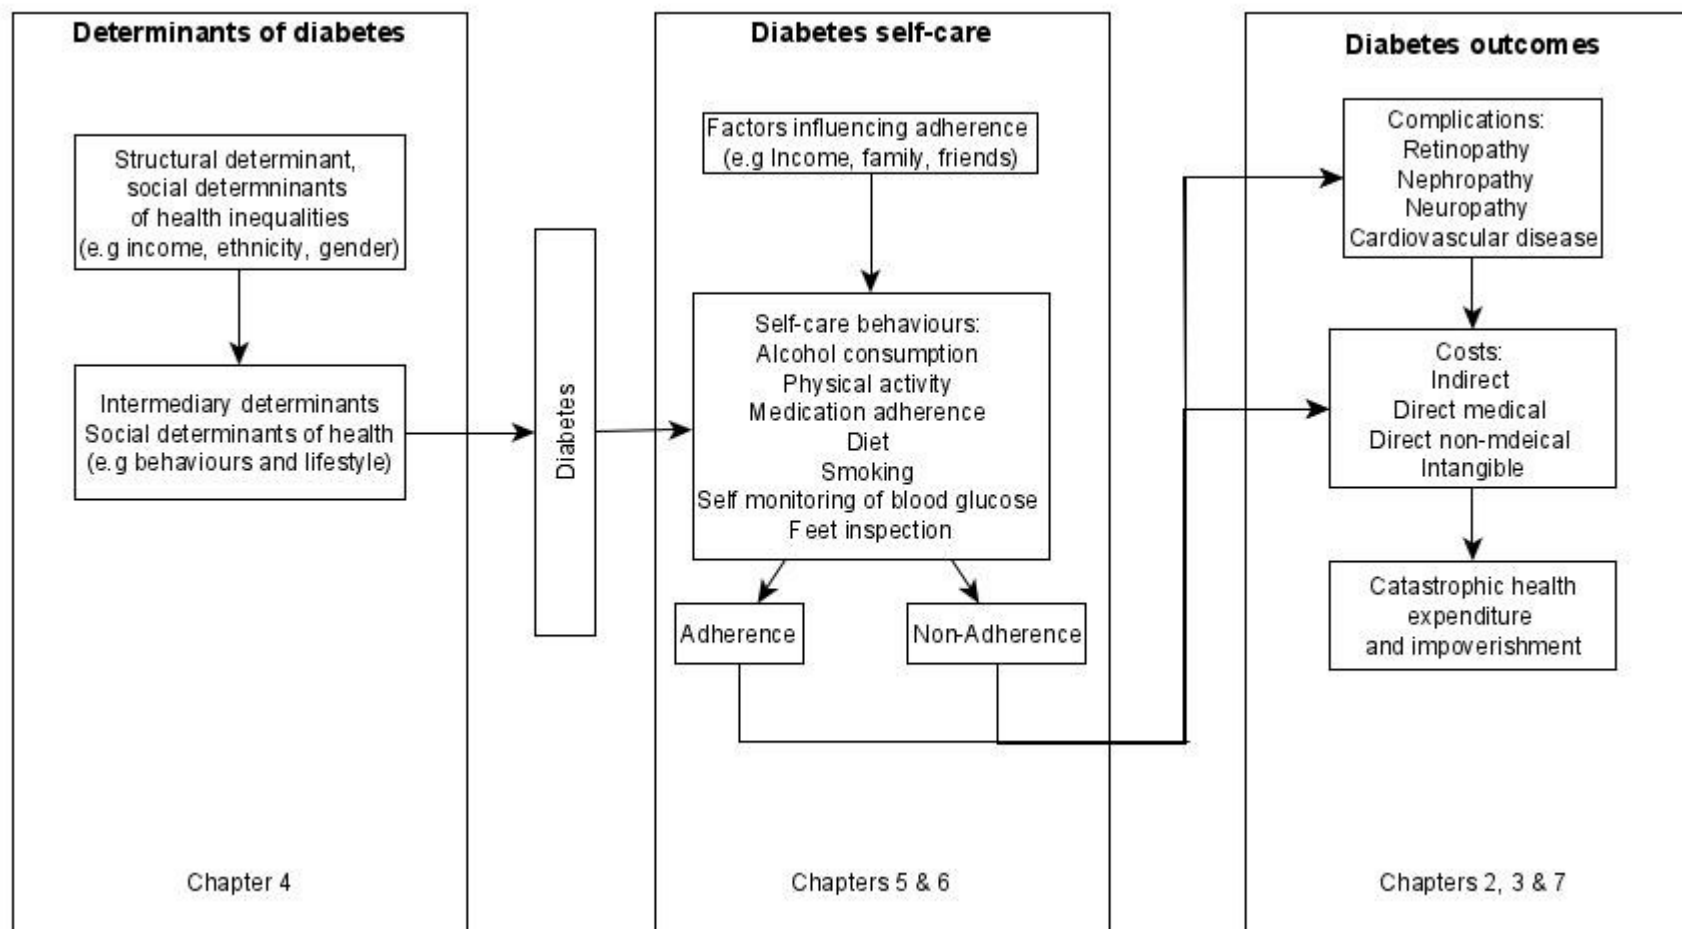 Determinants of diabetes
Structural determinant,
social determninants
of health inequalities
(e.g income, ethnicity, gender)
Intermediary determinants
Social determinants of health
(e.g behaviours and lifestyle)
Chapter 4
Diabetes
Diabetes self-care
Factors influencing adherence
(e.g Income, family, friends)
Self-care behaviours:
Alcohol consumption
Physical activity
Medication adherence
Diet
Smoking
Self monitoring of blood glucose
Feet inspection
Adherence
Non-Adherence
Chapters 5 & 6
Diabetes outcomes
Complications:
Retinopathy
Nephropathy
Neuropathy
Cardiovascular disease
Costs:
Indirect
Direct medical
Direct non-mdeical
Intangible
Catastrophic health
expenditure
and impoverishment
Chapters 2, 3 & 7